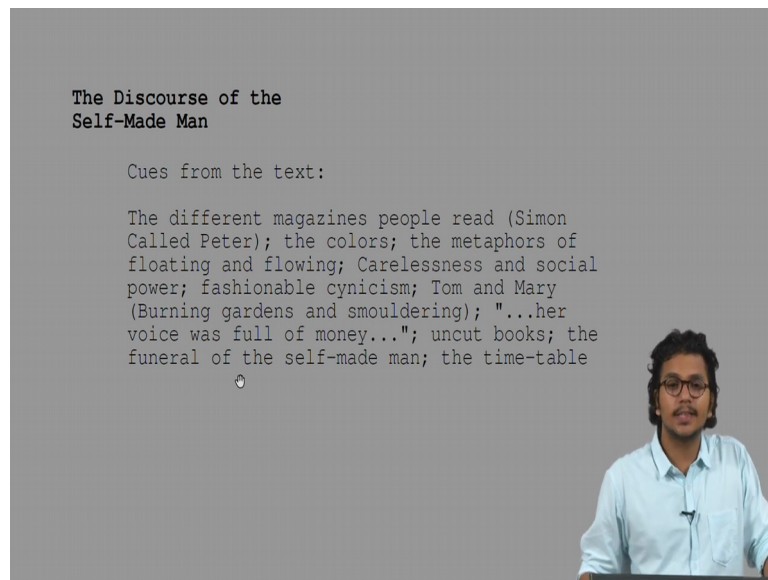 The Discourse of the
Self-Made Man
Cues from the text:
The different magazines people read (Simon
Called Peter); the colors; the metaphors of
floating and flowing; Carelessness and social
power; fashionable cynicism; Tom and Mary
(Burning gardens and smouldering); "...her
voice was full of money..."; uncut books; the
funeral of the self-made man; the time-table